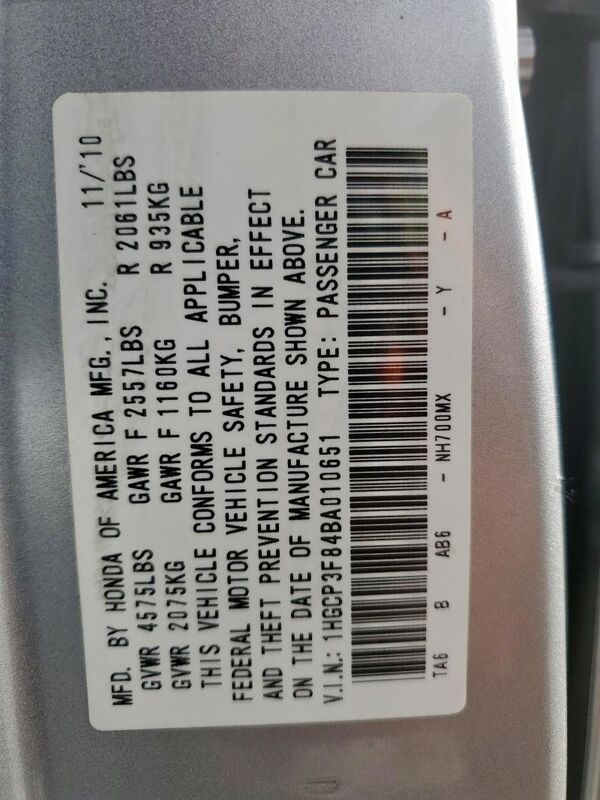 MFD. BY HONDA OF AMERICA MFG., INC. 11/'10
GVWR 4575LBS GAWR F 2557LBS R 2061LBS
GVWR 2075KG GAWR F 1160KG R 935KG
THIS VEHICLE CONFORMS TO ALL APPLICABLE
FEDERAL MOTOR VEHICLE SAFETY, BUMPER,
AND THEFT PREVENTION STANDARDS IN EFFECT
ON THE DATE OF MANUFACTURE SHOWN ABOVE.
V.I.N.: 1HGCP3F84BA010651 TYPE: PASSENGER CAR
TA6 B AB6 - NH700MX - Y - A